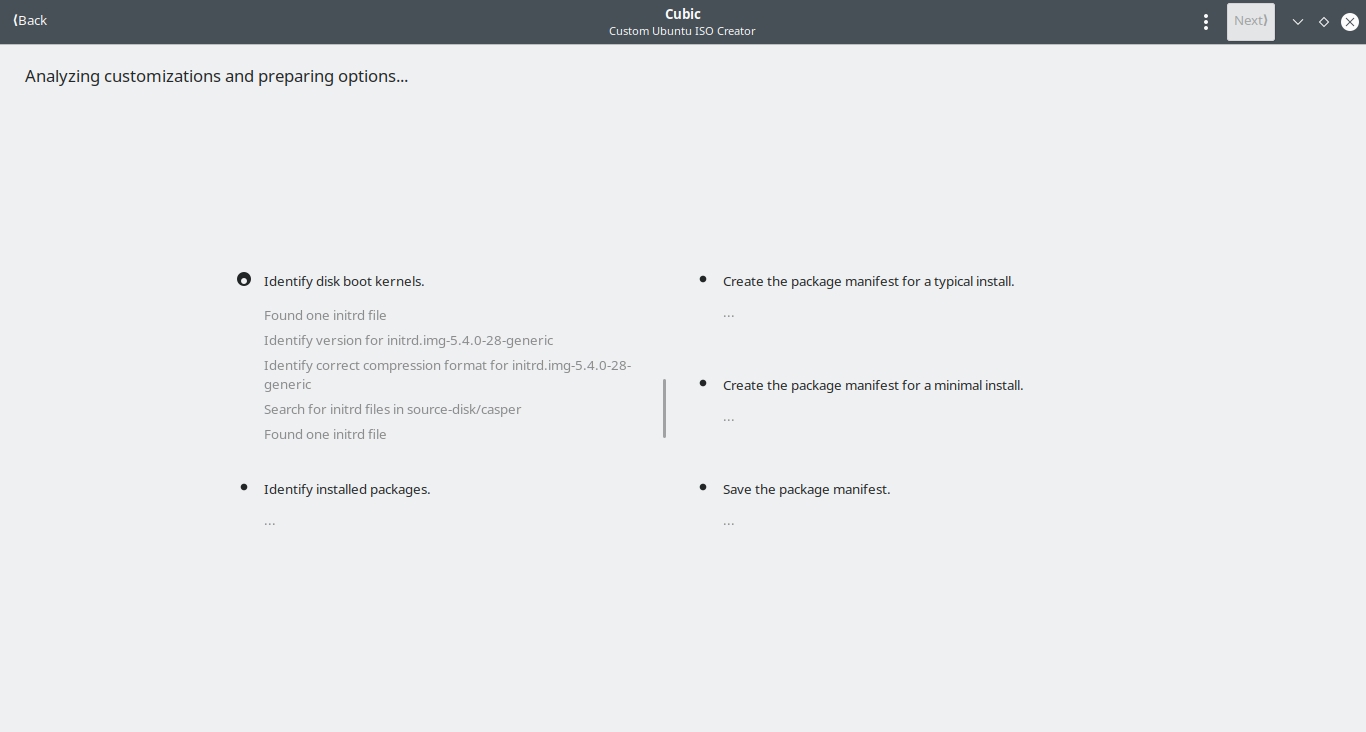 ⟨Back
Cubic
Custom Ubuntu ISO Creator
Next⟩
Analyzing customizations and preparing options...
Identify disk boot kernels.
Found one initrd file
Identify version for initrd.img-5.4.0-28-generic
Identify correct compression format for initrd.img-5.4.0-28-
generic
Search for initrd files in source-disk/casper
Found one initrd file
Identify installed packages.
...
Create the package manifest for a typical install.
...
Create the package manifest for a minimal install.
...
Save the package manifest.
...